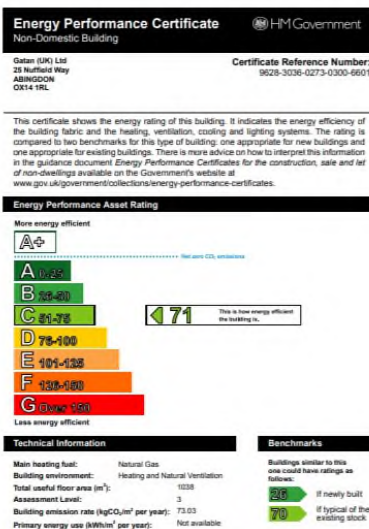 Energy Performance Certificate
HM Government
Non-Domestic Building
Gatan (UK) Ltd
25 Nuffield Way
ABINGDON
OX14 1RL
Certificate Reference Number:
9628-3036-0273-0300-6601
This certificate shows the energy rating of this building. It indicates the energy efficiency of
the building fabric and the heating, ventilation, cooling and lighting systems. The rating is
compared to two benchmarks for this type of building: one appropriate for new buildings and
one appropriate for existing buildings. There is more advice on how to interpret this information
in the guidance document Energy Performance Certificates for the construction, sale and let
of non-dwellings available on the Government's website at
www.gov.uk/government/collections/energy-performance-certificates.
Energy Performance Asset Rating
More energy efficient
A+
Net zero CO₂ emissions
A 0-25
B 26-50
C 51-75
71
This is how energy efficient
the building is.
D 76-100
E 101-125
F 126-150
G Over 150
Less energy efficient
Technical Information
Main heating fuel: Natural Gas
Building environment: Heating and Natural Ventilation
Total useful floor area (m²): 1038
Assessment Level: 3
Building emission rate (kgCO₂/m² per year): 73.03
Primary energy use (kWh/m² per year): Not available
Benchmarks
Buildings similar to this
one could have ratings as
follows:
26 If newly built
70 If typical of the
existing stock